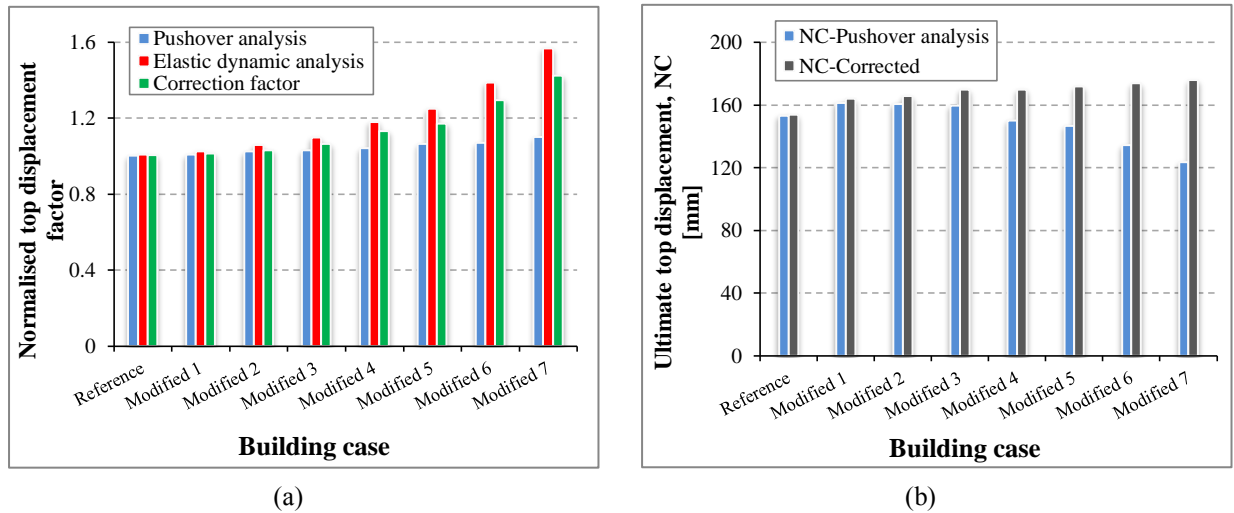 Pushover analysis
Elastic dynamic analysis
Correction factor
1.6
1.2
0.8
0.4
0
Normalised top displacement
factor
Reference
Modified 1
Modified 2
Modified 3
Modified 4
Modified 5
Modified 6
Modified 7
Building case
(a)
NC-Pushover analysis
NC-Corrected
200
160
120
80
40
0
Ultimate top displacement, NC
[mm]
Reference
Modified 1
Modified 2
Modified 3
Modified 4
Modified 5
Modified 6
Modified 7
Building case
(b)